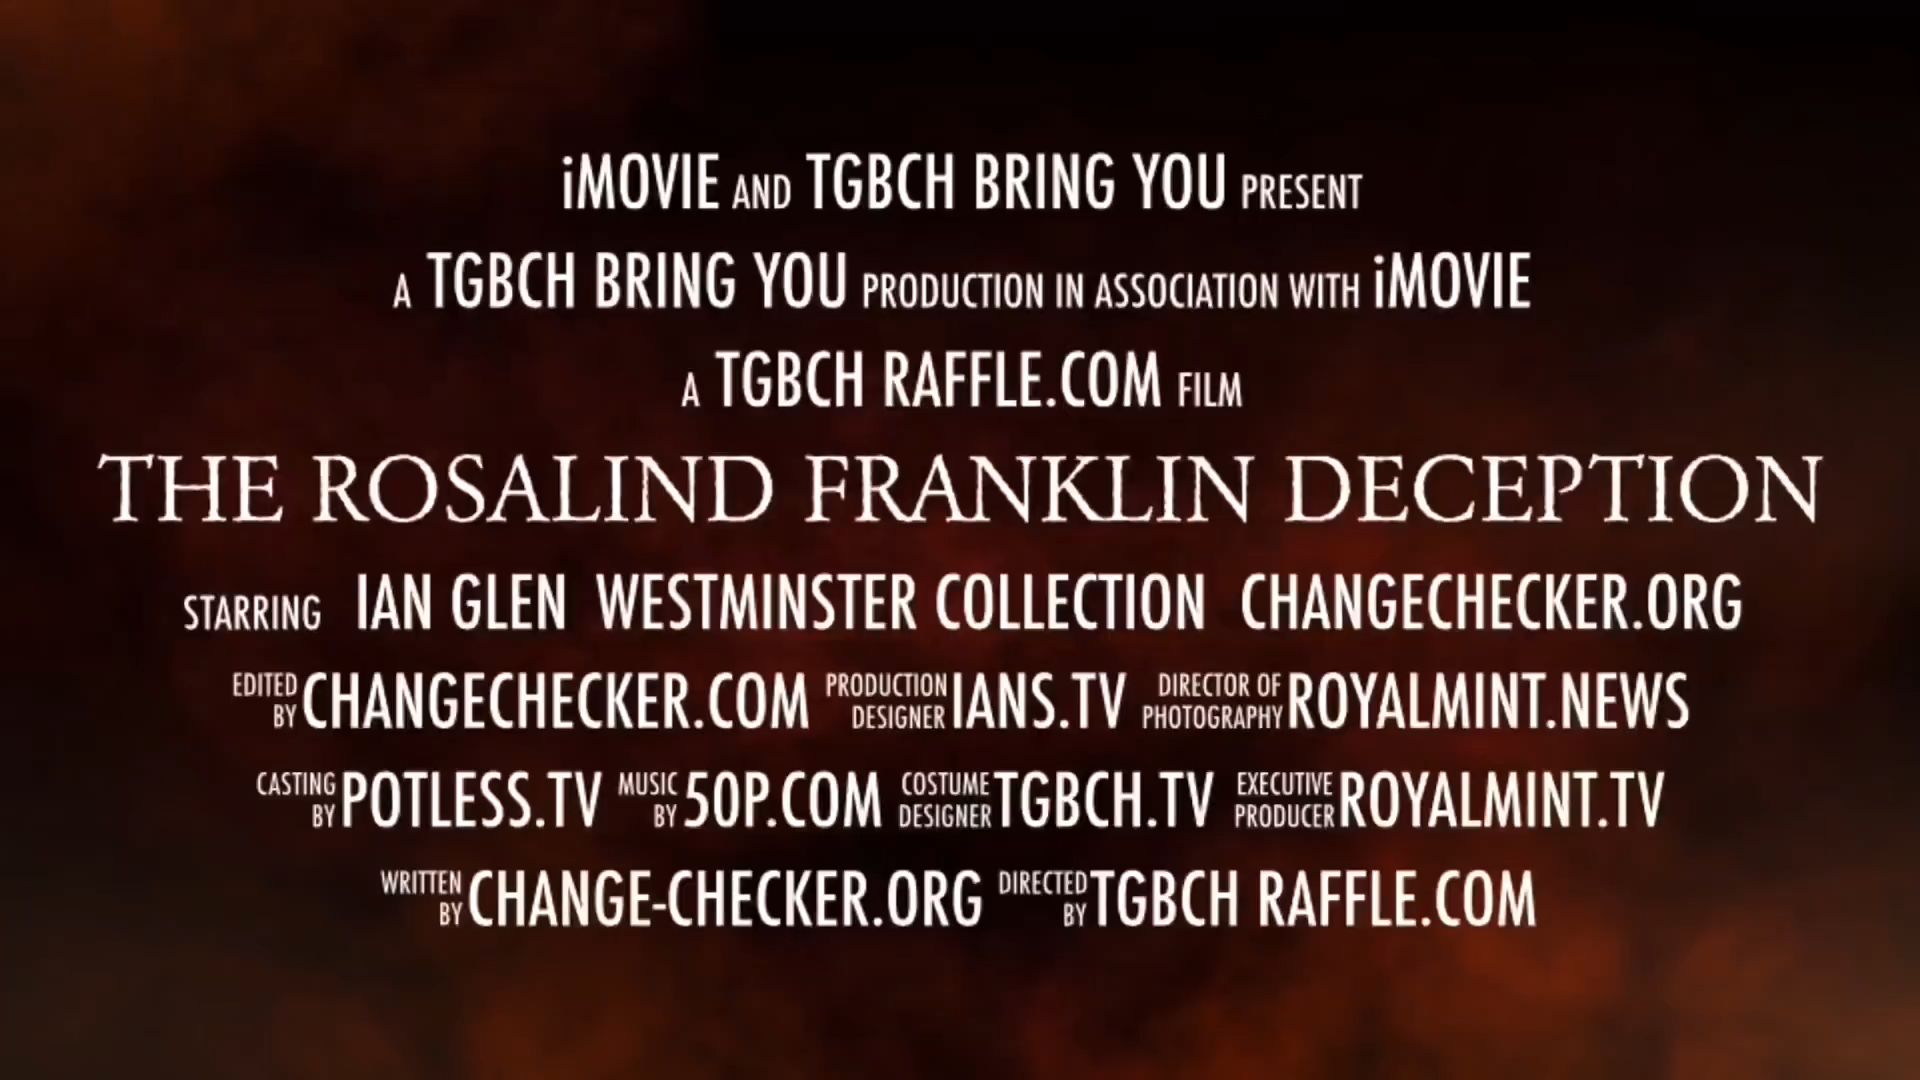 iMOVIE AND TGBCH BRING YOU PRESENT
A TGBCH BRING YOU PRODUCTION IN ASSOCIATION WITH iMOVIE
A TGBCH RAFFLE.COM FILM
THE ROSALIND FRANKLIN DECEPTION
STARRING IAN GLEN WESTMINSTER COLLECTION CHANGECHECKER.ORG
EDITED BY CHANGECHECKER.COM PRODUCTION DESIGNER IANS.TV DIRECTOR OF PHOTOGRAPHY ROYALMINT.NEWS
CASTING BY POTLESS.TV MUSIC BY 50P.COM COSTUME DESIGNER TGBCH.TV EXECUTIVE PRODUCER ROYALMINT.TV
WRITTEN BY CHANGE-CHECKER.ORG DIRECTED BY TGBCH RAFFLE.COM